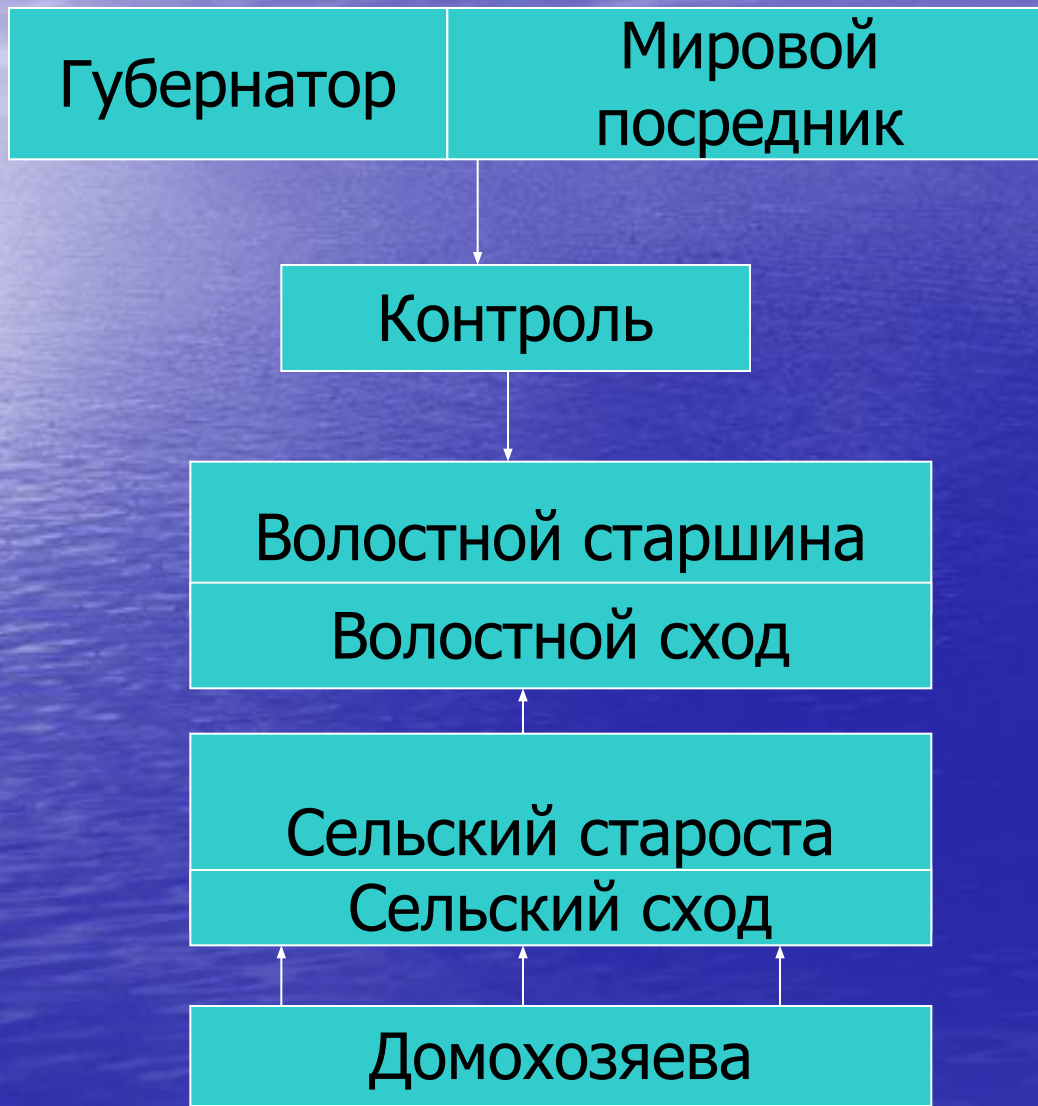 Губернатор
Мировой
посредник
Контроль
Волостной старшина
Волостной сход
Сельский староста
Сельский сход
Домохозяева